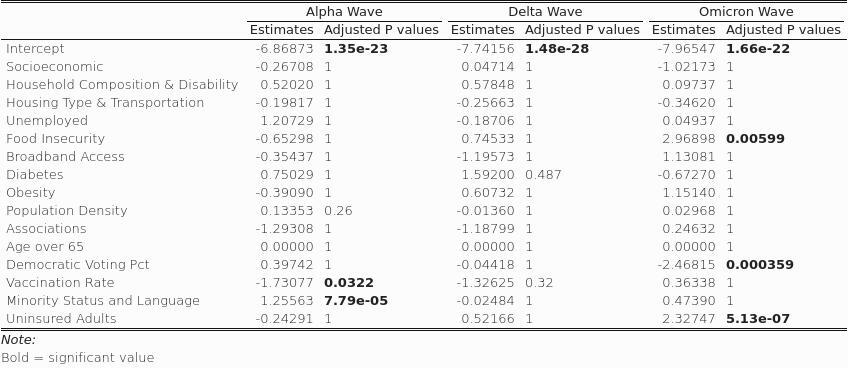 Alpha Wave Delta Wave Omicron Wave
Estimates Adjusted P values Estimates Adjusted P values Estimates Adjusted P values
Intercept -6.86873 1.35e-23 -7.74156 1.48e-28 -7.96547 1.66e-22
Socioeconomic -0.26708 1 0.04714 1 -1.02173 1
Household Composition & Disability 0.52020 1 0.57848 1 0.09737 1
Housing Type & Transportation -0.19817 1 -0.25663 1 -0.34620 1
Unemployed 1.20729 1 -0.18706 1 0.04937 1
Food Insecurity -0.65298 1 0.74533 1 2.96898 0.00599
Broadband Access -0.35437 1 -1.19573 1 1.13081 1
Diabetes 0.75029 1 1.59200 0.487 -0.67270 1
Obesity -0.39090 1 0.60732 1 1.15140 1
Population Density 0.13353 0.26 -0.01360 1 0.02968 1
Associations -1.29308 1 -1.18799 1 0.24632 1
Age over 65 0.00000 1 0.00000 1 0.00000 1
Democratic Voting Pct 0.39742 1 -0.04418 1 -2.46815 0.000359
Vaccination Rate -1.73077 0.0322 -1.32625 0.32 0.36338 1
Minority Status and Language 1.25563 7.79e-05 -0.02484 1 0.47390 1
Uninsured Adults -0.24291 1 0.52166 1 2.32747 5.13e-07
Note:
Bold = significant value